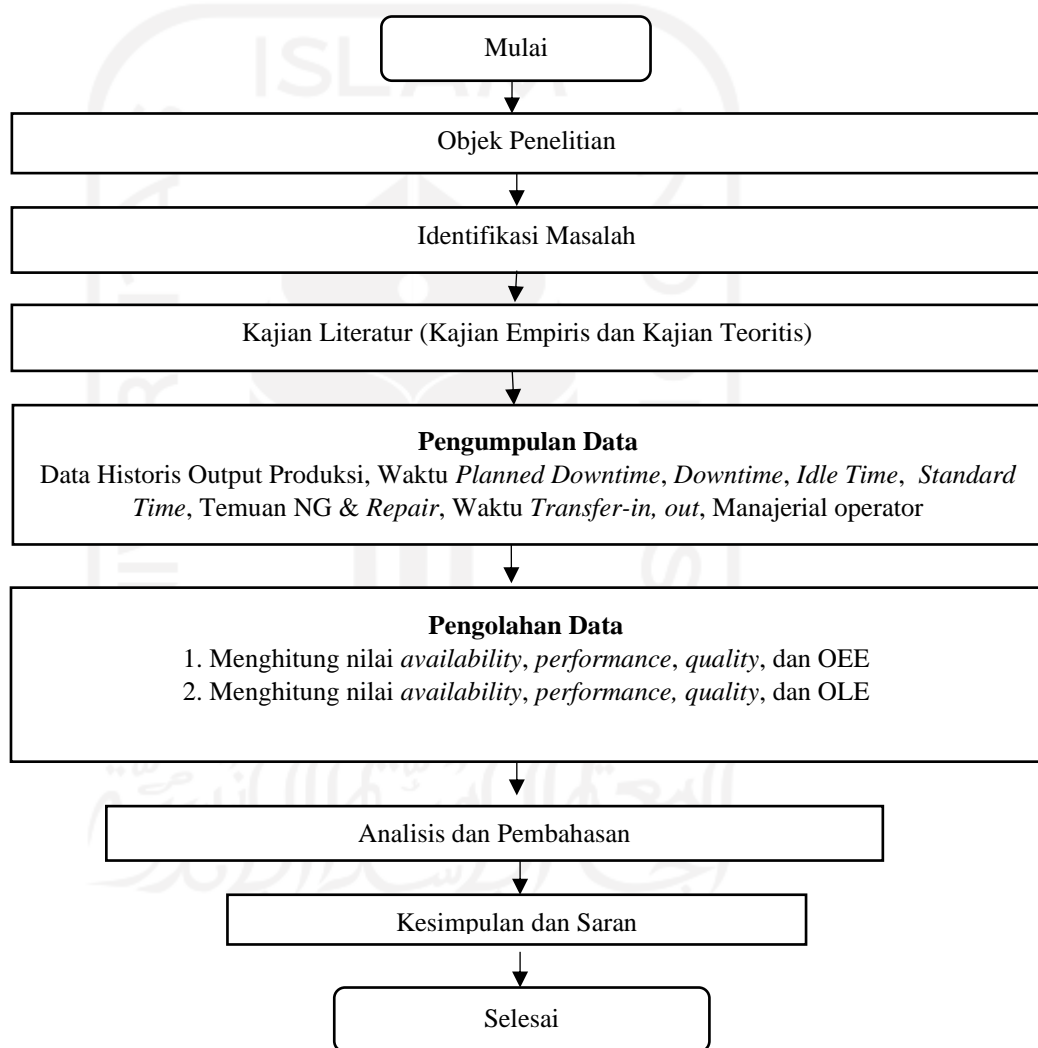 ISLAM
Mulai
Objek Penelitian
Identifikasi Masalah
Kajian Literatur (Kajian Empiris dan Kajian Teoritis)
Pengumpulan Data
Data Historis Output Produksi, Waktu Planned Downtime, Downtime, Idle Time, Standard
Time, Temuan NG & Repair, Waktu Transfer-in, out, Manajerial operator
Pengolahan Data
1. Menghitung nilai availability, performance, quality, dan OEE
2. Menghitung nilai availability, performance, quality, dan OLE
Analisis dan Pembahasan
Kesimpulan dan Saran
Selesai